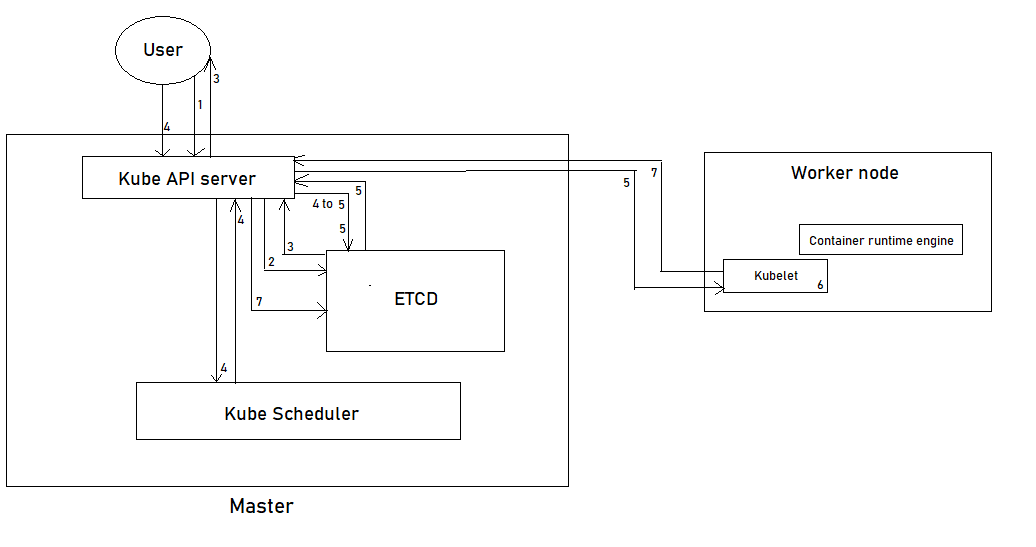 User
3
1
4
Kube API server
Worker node
7
5
5
4 to 5
4
5
3
2
Container runtime engine
Kubelet
6
7
ETCD
4
Kube Scheduler
Master